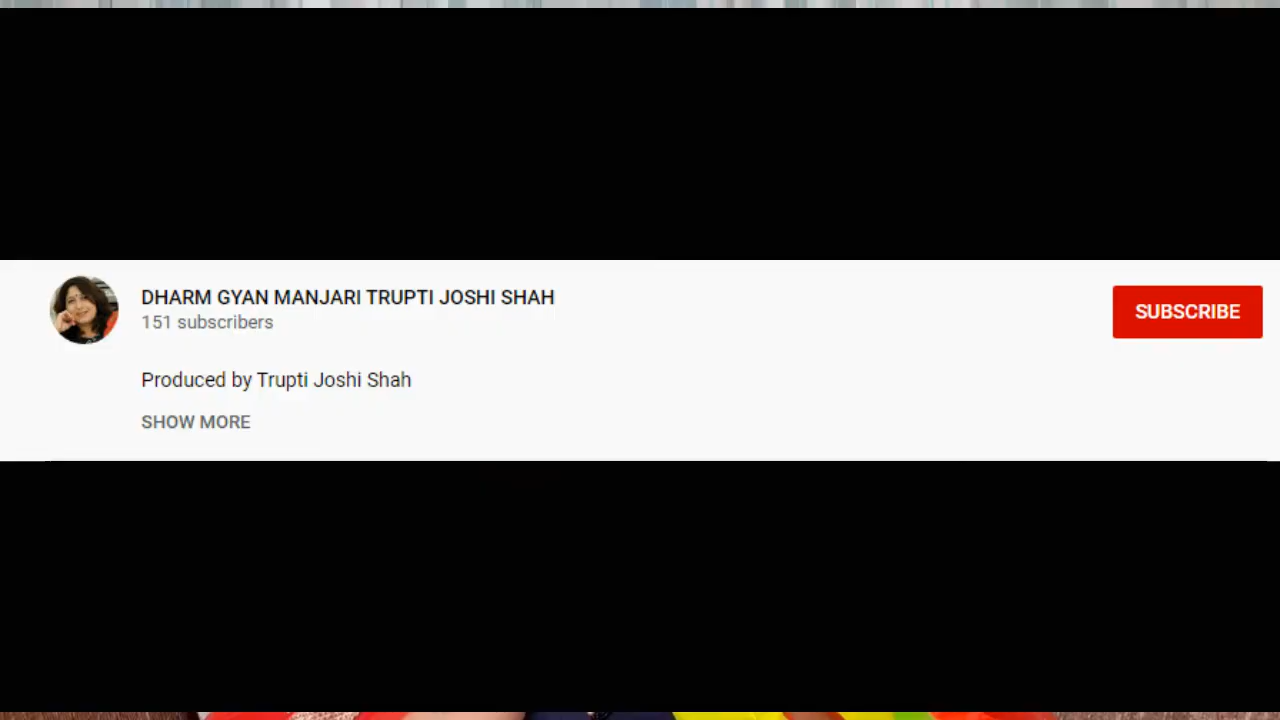 DHARM GYAN MANJARI TRUPTI JOSHI SHAH
151 subscribers
SUBSCRIBE
Produced by Trupti Joshi Shah
SHOW MORE